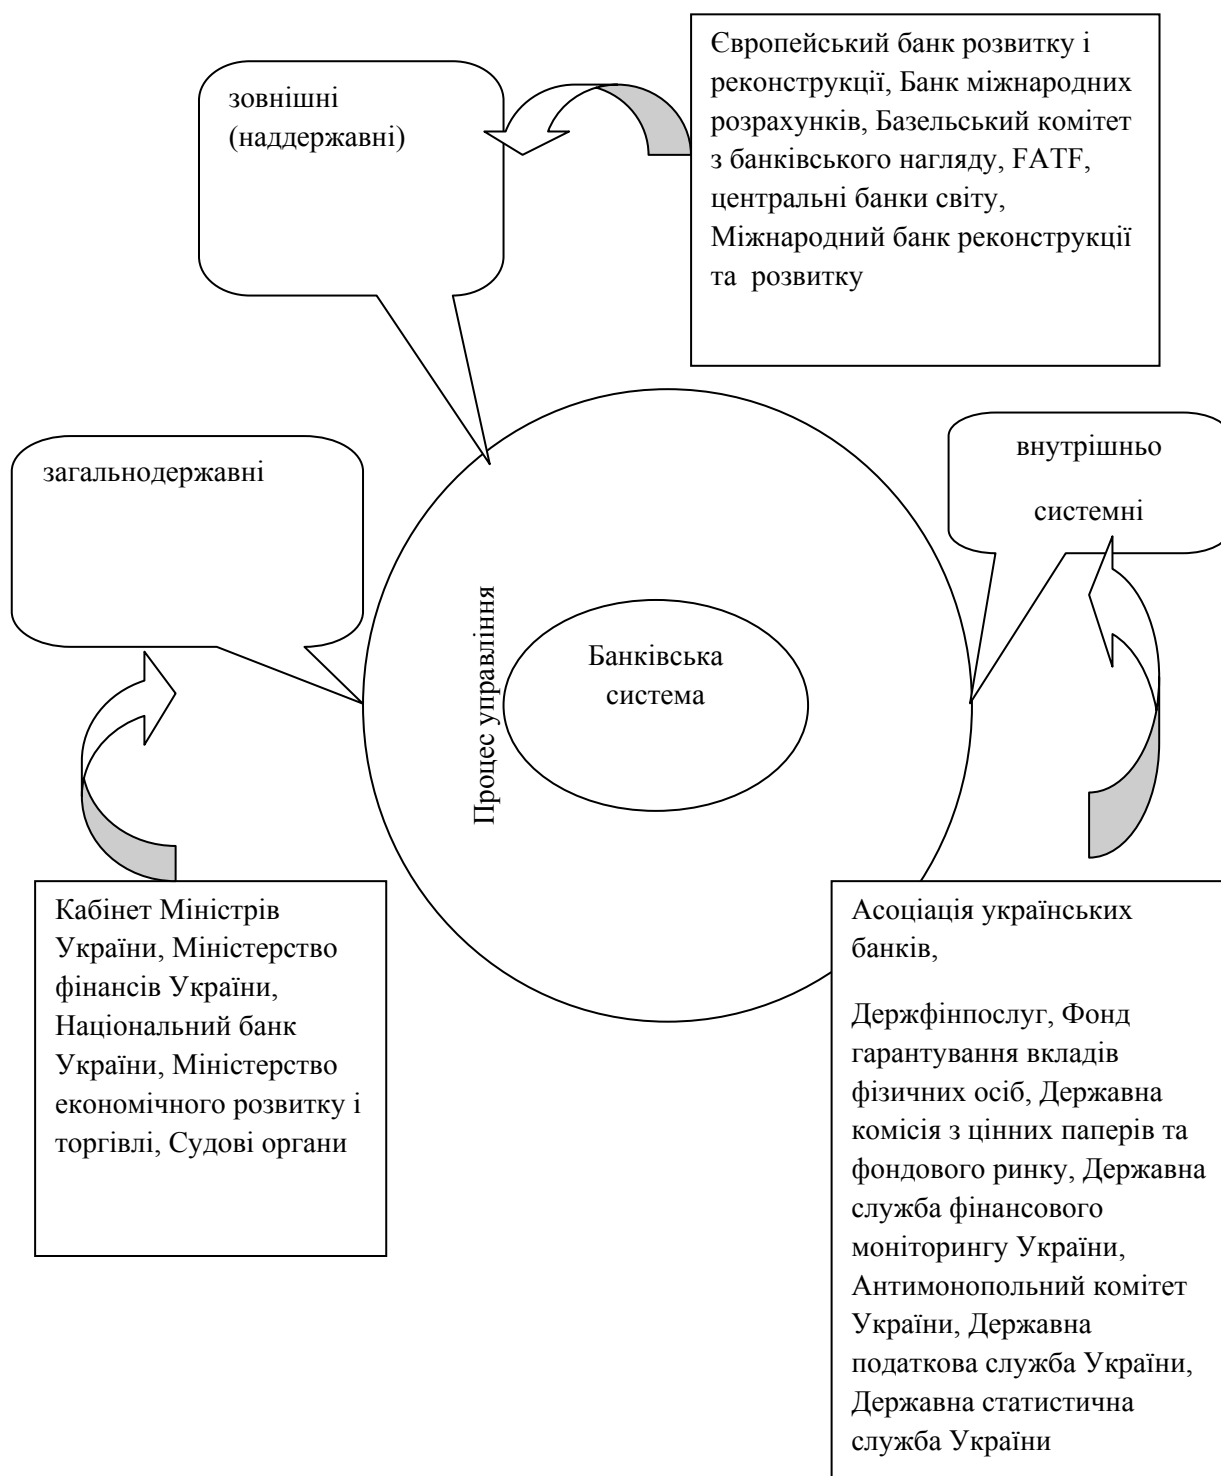 Європейський банк розвитку і
реконструкції, Банк міжнародних
розрахунків, Базельський комітет
з банківського нагляду, FATF,
центральні банки світу,
Міжнародний банк реконструкції
та розвитку
зовнішні
(наддержавні)
загальнодержавні
внутрішньо
системні
Процес управління
Банківська
система
Кабінет Міністрів
України, Міністерство
фінансів України,
Національний банк
України, Міністерство
економічного розвитку і
торгівлі, Судові органи
Асоціація українських
банків,
Держфінпослуг, Фонд
гарантування вкладів
фізичних осіб, Державна
комісія з цінних паперів та
фондового ринку, Державна
служба фінансового
моніторингу України,
Антимонопольний комітет
України, Державна
податкова служба України,
Державна статистична
служба України